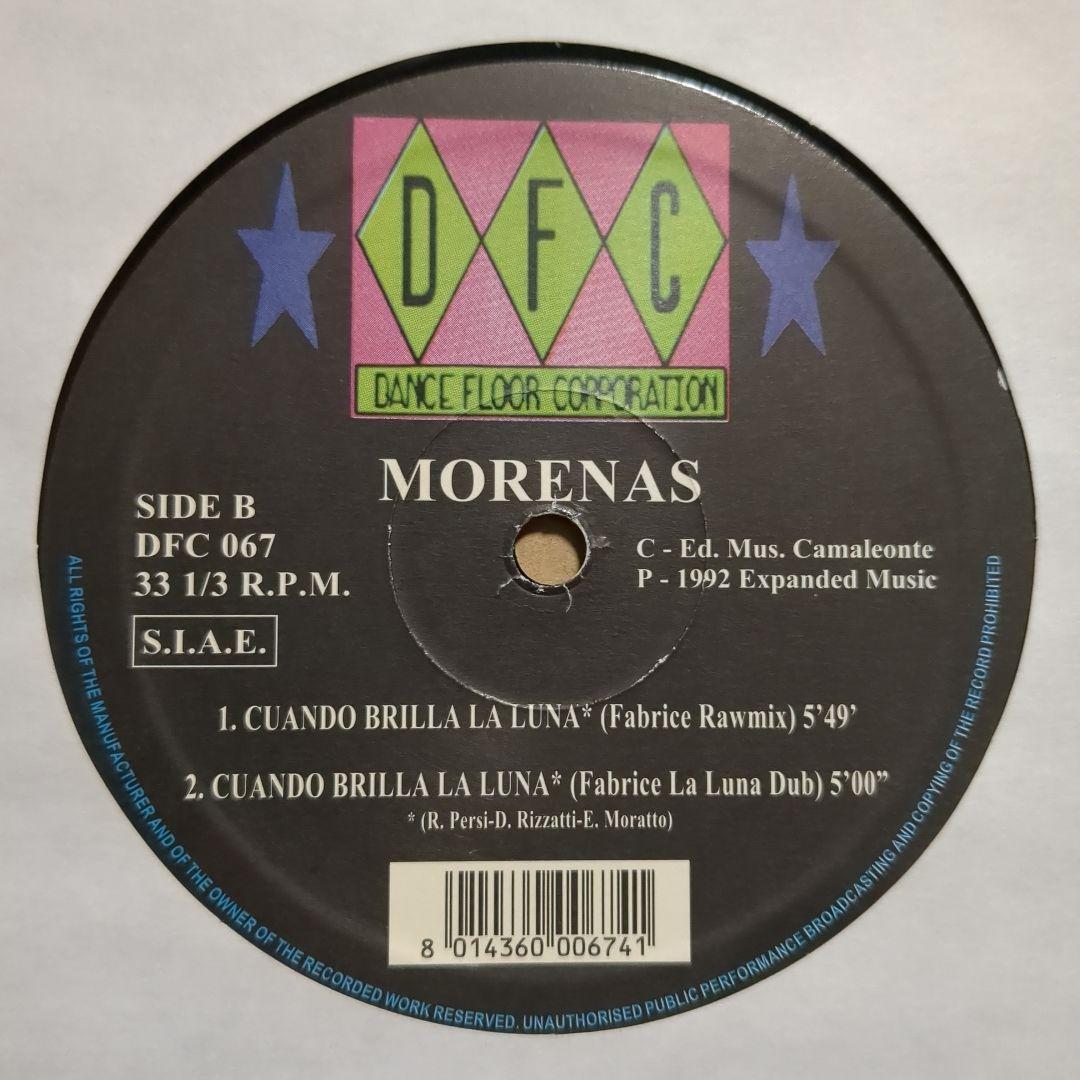 D F C
DANCE FLOOR CORPORATION
MORENAS
SIDE B
DFC 067
33 1/3 R.P.M.
S.I.A.E.
C - Ed. Mus. Camaleonte
P - 1992 Expanded Music
1. CUANDO BRILLA LA LUNA* (Fabrice Rawmix) 5’49’
2. CUANDO BRILLA LA LUNA* (Fabrice La Luna Dub) 5’00”
* (R. Persi-D. Rizzatti-E. Moratto)
8 014360 006741
ALL RIGHTS OF THE MANUFACTURER AND OF THE OWNER OF THE RECORDED WORK RESERVED. UNAUTHORISED PUBLIC PERFORMANCE BROADCASTING AND COPYING OF THE RECORD PROHIBITED